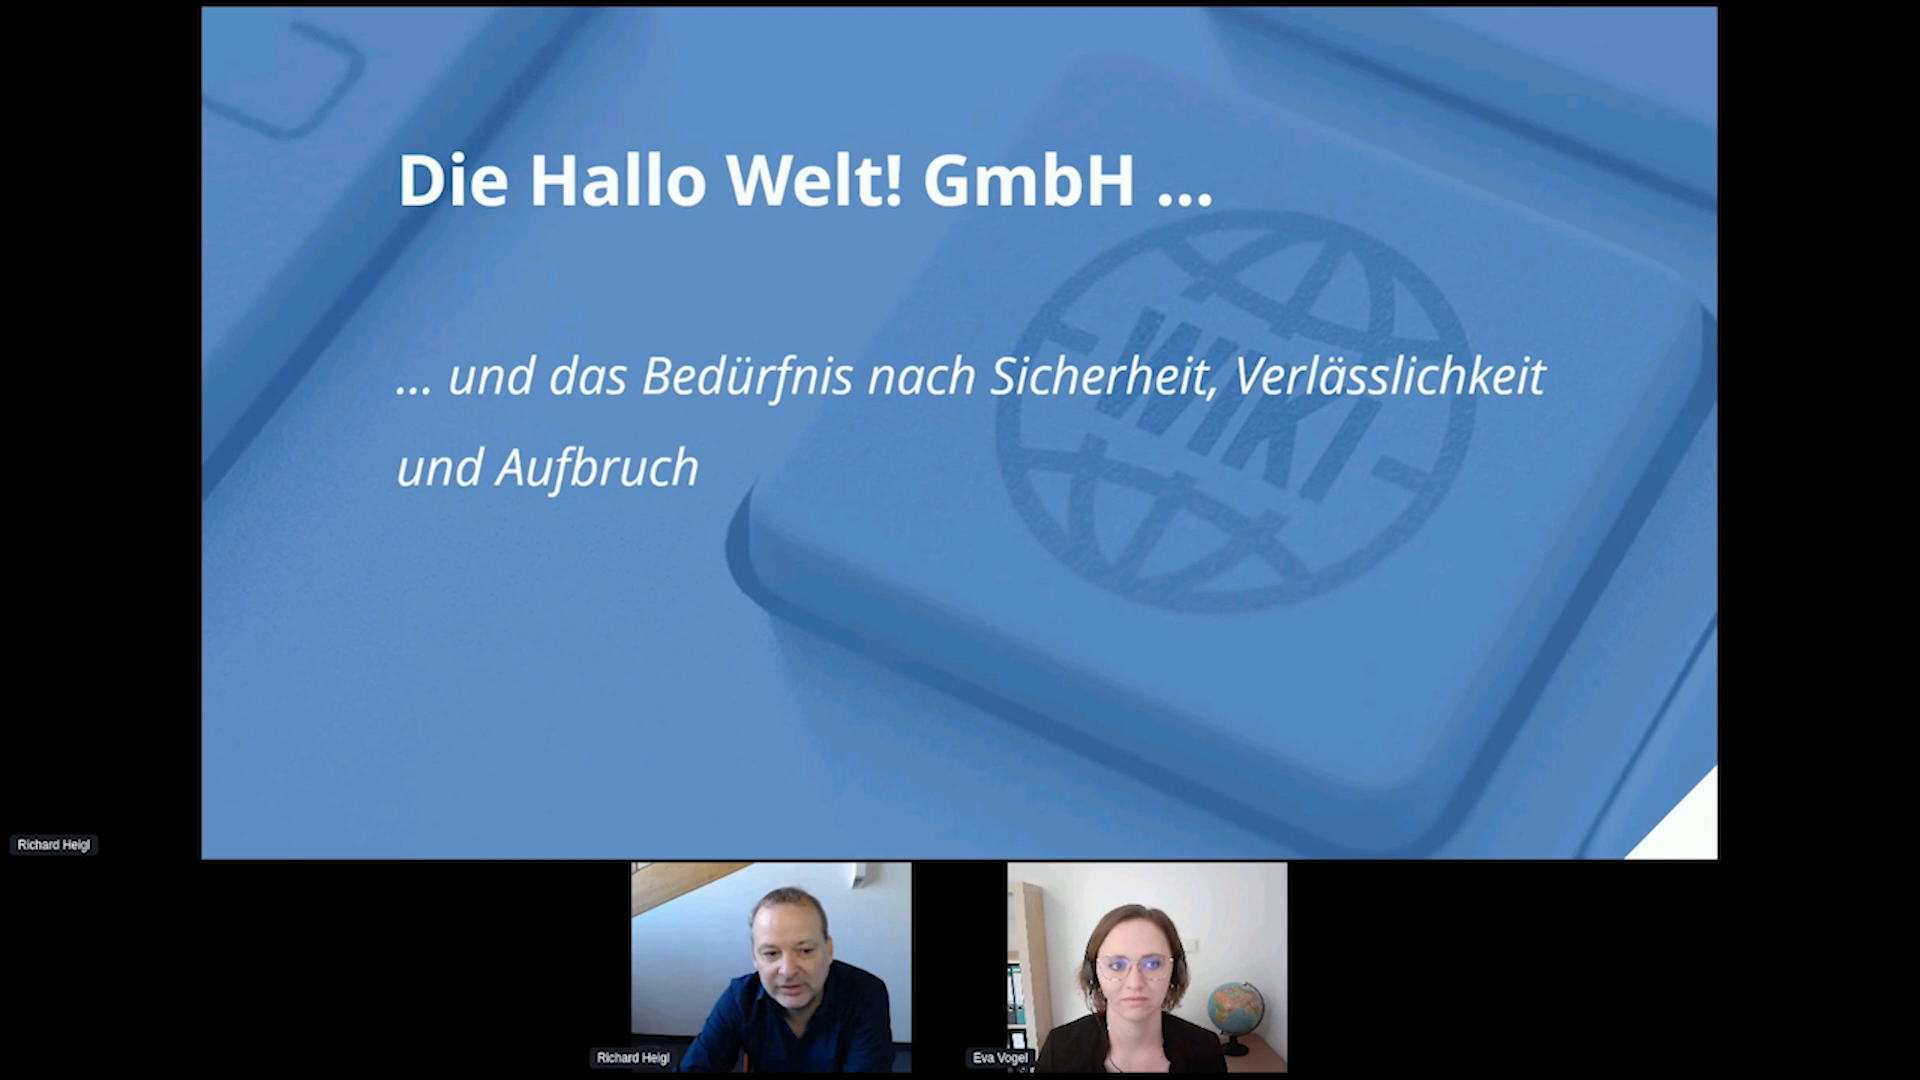 Die Hallo Welt! GmbH ...
WIKI
... und das Bedürfnis nach Sicherheit, Verlässlichkeit
und Aufbruch
Richard Heigl
Richard Heigl
Eva Vogel